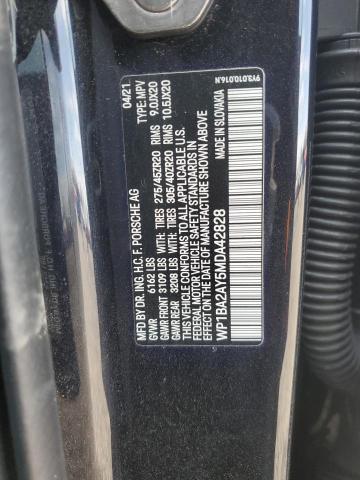 MFD BY DR. ING. H.C. F. PORSCHE AG
04/21
GVWR 6162 LBS
TYPE: MPV
GAWR FRONT 3109 LBS WITH: TIRES 275/45ZR20 RIMS 9.0JX20
GAWR REAR 3208 LBS WITH: TIRES 305/40ZR20 RIMS 10.5JX20
THIS VEHICLE CONFORMS TO ALL APPLICABLE U.S.
FEDERAL MOTOR VEHICLE SAFETY STANDARDS IN
EFFECT ON THE DATE OF MANUFACTURE SHOWN ABOVE
WP1BA2AY6MDA42828
MADE IN SLOVAKIA
9Y3.010.016.N